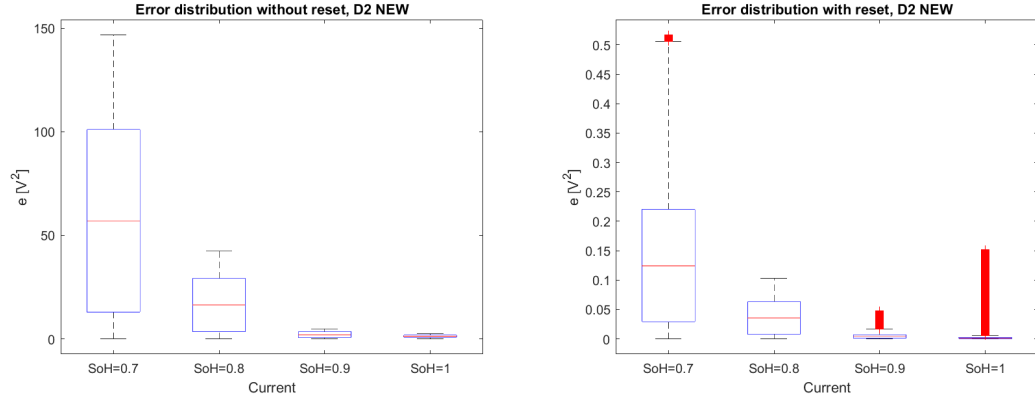 Error distribution without reset, D2 NEW
150
100
50
0
e [V^2]
SoH=0.7 SoH=0.8 SoH=0.9 SoH=1
Current
Error distribution with reset, D2 NEW
0.5
0.45
0.4
0.35
0.3
0.25
0.2
0.15
0.1
0.05
0
e [V^2]
SoH=0.7 SoH=0.8 SoH=0.9 SoH=1
Current